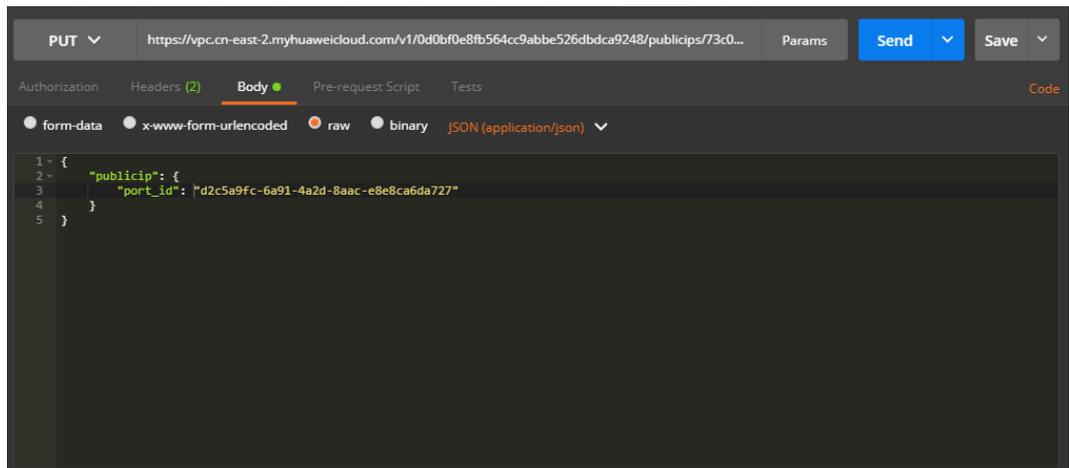 PUT https://vpc.cn-east-2.myhuaweicloud.com/v1/0d0bf0e8fb564cc9abbe526dbdca9248/publicips/73c0... Params Send Save
Authorization Headers (2) Body Pre-request Script Tests Code
form-data x-www-form-urlencoded raw binary JSON (application/json)
1 {
2 "publicip": {
3 "port_id": "d2c5a9fc-6a91-4a2d-8aac-e8e8ca6da727"
4 }
5 }